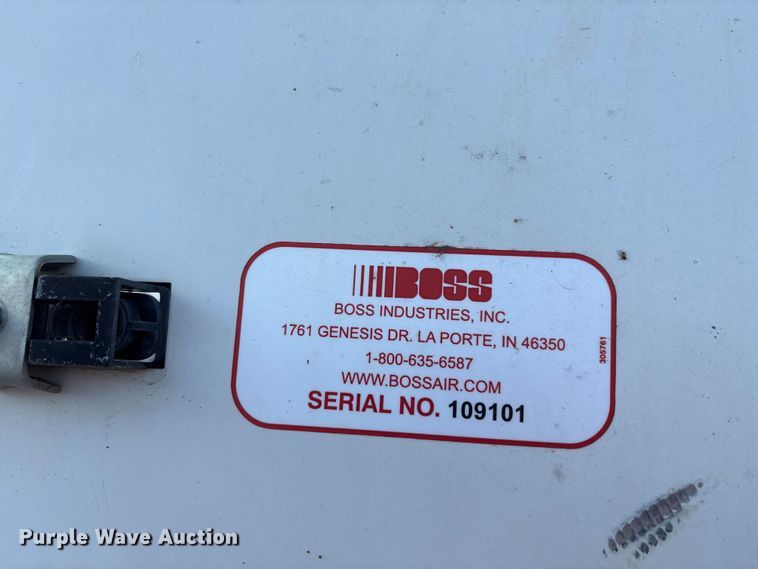 BOSS
BOSS INDUSTRIES, INC.
1761 GENESIS DR. LA PORTE, IN 46350
1-800-635-6587
WWW.BOSSAIR.COM
SERIAL NO. 109101
305761
Purple Wave Auction